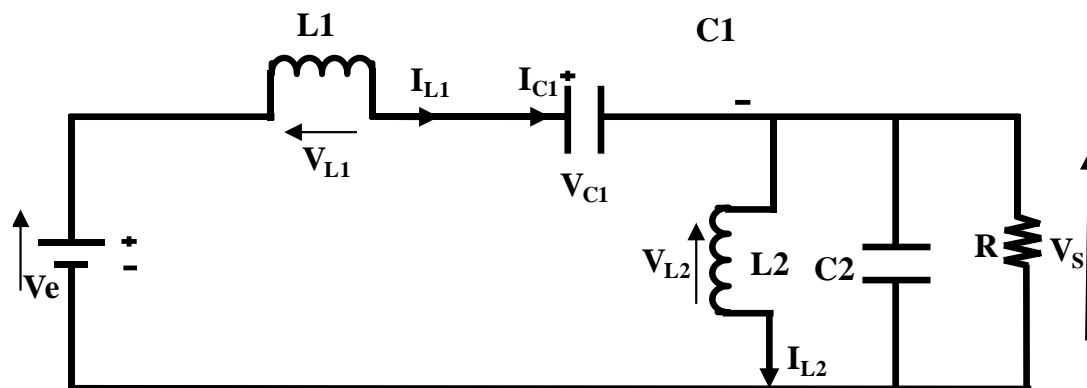 L1
C1
I_L1
I_C1
+
-
V_L1
V_C1
+
-
Ve
V_L2
L2
C2
R
V_S
I_L2